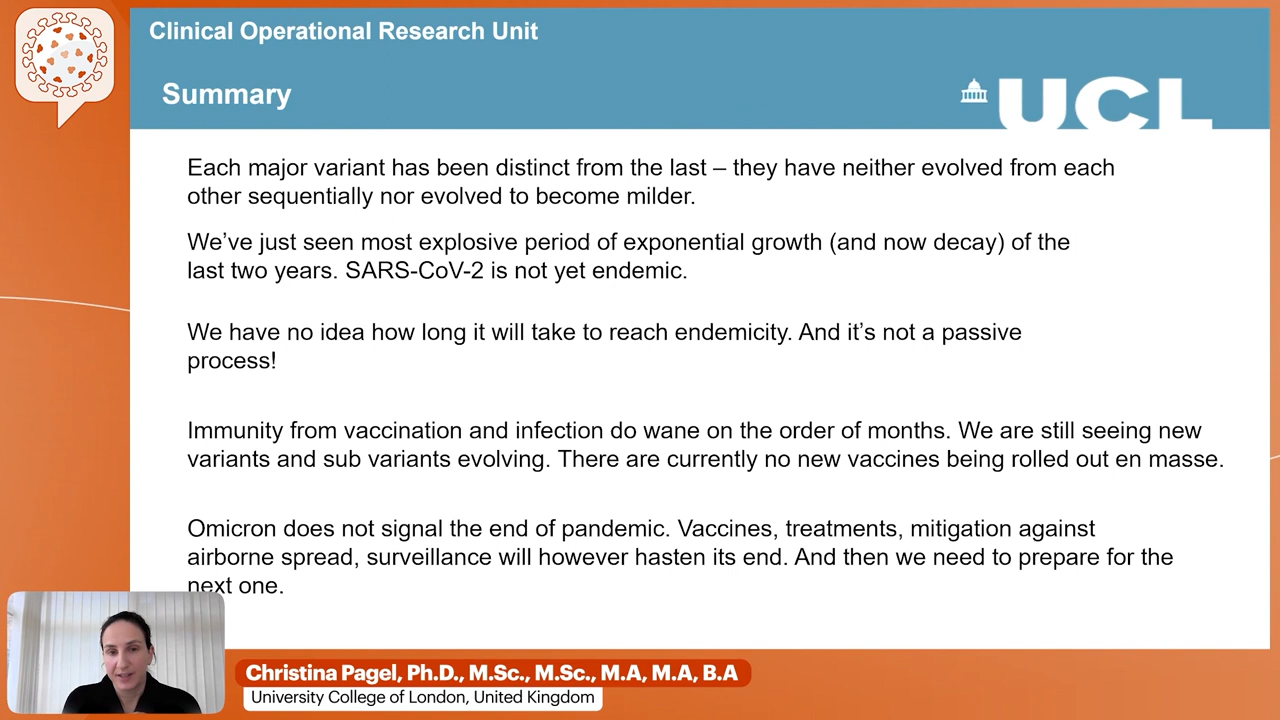 Clinical Operational Research Unit
Summary
UCL
Each major variant has been distinct from the last – they have neither evolved from each
other sequentially nor evolved to become milder.
We’ve just seen most explosive period of exponential growth (and now decay) of the
last two years. SARS-CoV-2 is not yet endemic.
We have no idea how long it will take to reach endemicity. And it’s not a passive
process!
Immunity from vaccination and infection do wane on the order of months. We are still seeing new
variants and sub variants evolving. There are currently no new vaccines being rolled out en masse.
Omicron does not signal the end of pandemic. Vaccines, treatments, mitigation against
airborne spread, surveillance will however hasten its end. And then we need to prepare for the
next one.
Christina Pagel, Ph.D., M.Sc., M.Sc., M.A, M.A, B.A
University College of London, United Kingdom